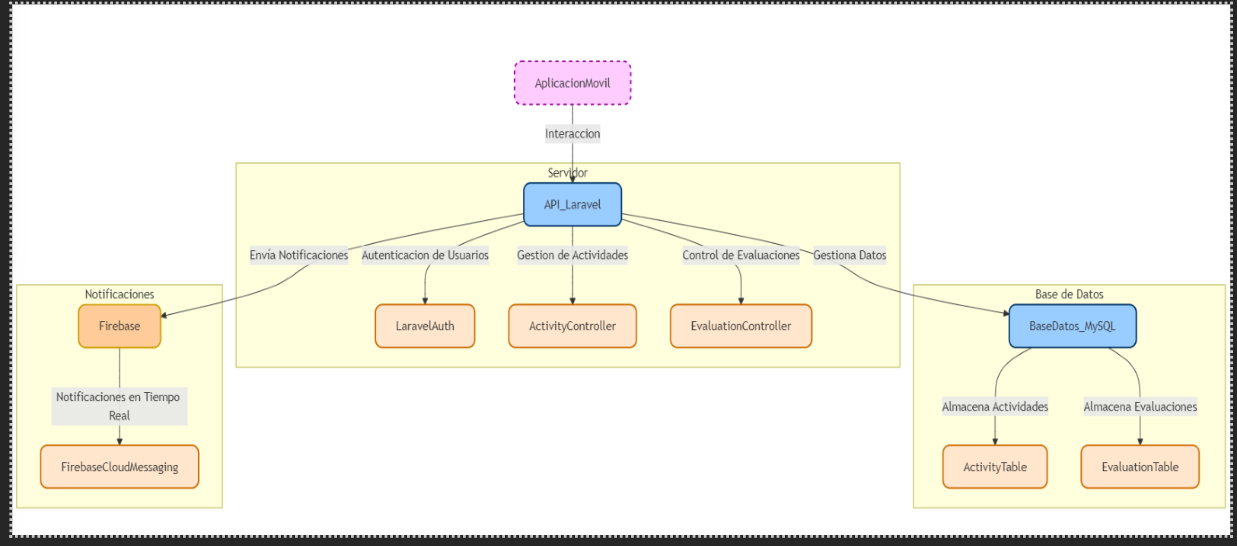 AplicacionMovil
Interaccion
Servidor
API_Laravel
Envía Notificaciones
Autenticacion de Usuarios
Gestion de Actividades
Control de Evaluaciones
Gestiona Datos
Notificaciones
Base de Datos
Firebase
LaravelAuth
ActivityController
EvaluationController
BaseDatos_MySQL
Notificaciones en Tiempo
Real
Almacena Actividades
Almacena Evaluaciones
FirebaseCloudMessaging
ActivityTable
EvaluationTable